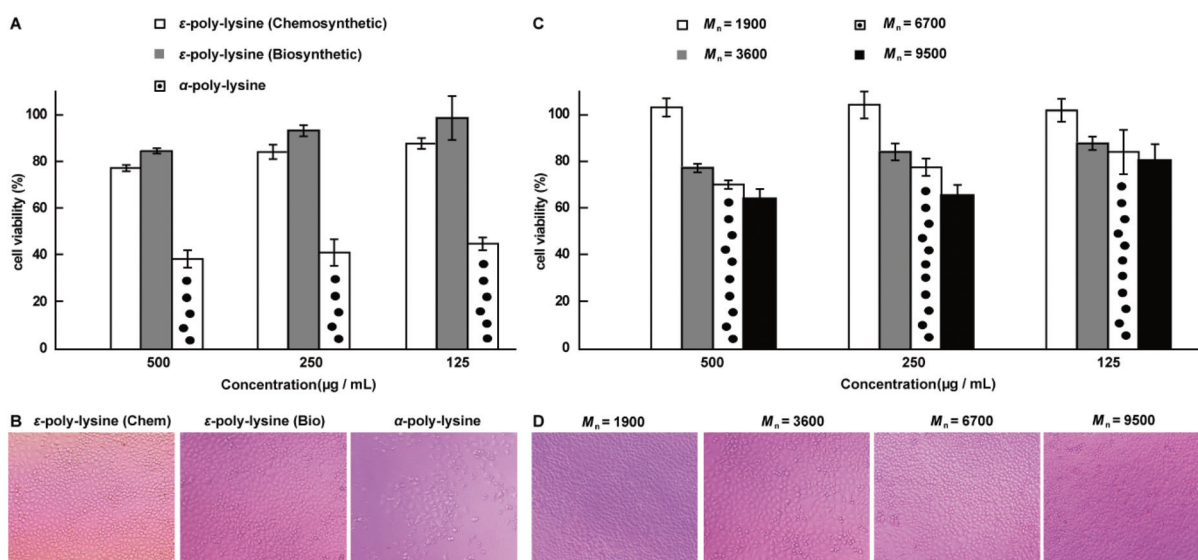 A
ε-poly-lysine (Chemosynthetic)
ε-poly-lysine (Biosynthetic)
α-poly-lysine
cell viability (%)
100
80
60
40
20
0
500 250 125
Concentration(µg / mL)
C
Mn = 1900
Mn = 6700
Mn = 3600
Mn = 9500
cell viability (%)
100
80
60
40
20
0
500 250 125
Concentration(µg / mL)
B ε-poly-lysine (Chem) ε-poly-lysine (Bio) α-poly-lysine
D Mn = 1900 Mn = 3600 Mn = 6700 Mn = 9500